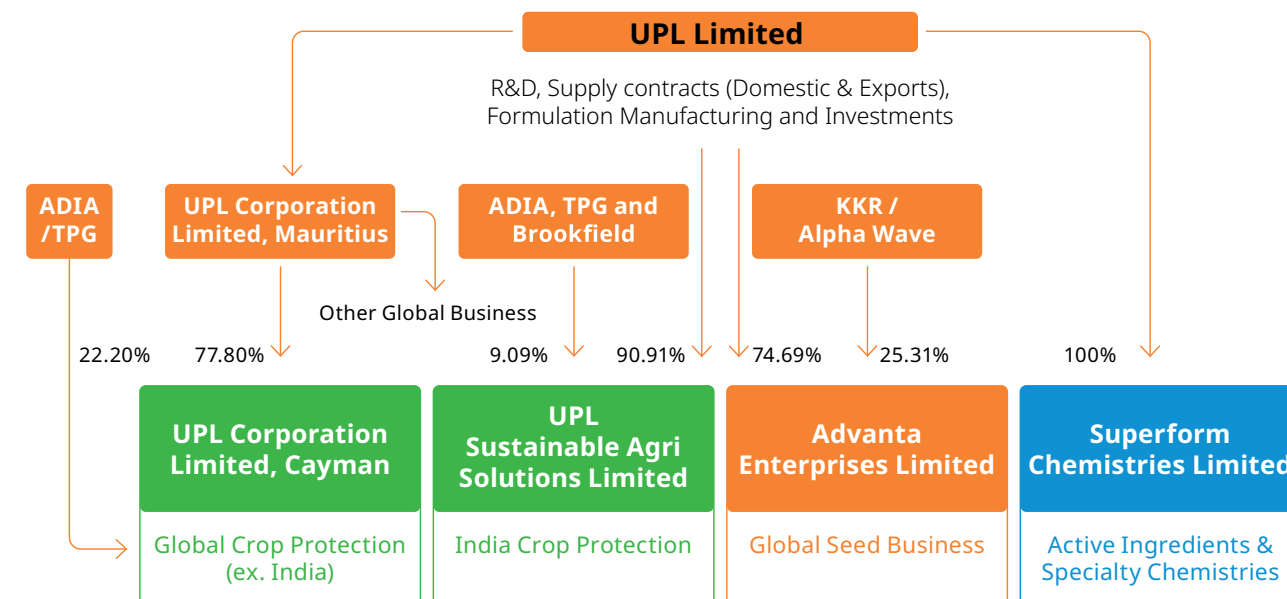 UPL Limited
R&D, Supply contracts (Domestic & Exports),
Formulation Manufacturing and Investments
ADIA
/TPG
UPL Corporation
Limited, Mauritius
ADIA, TPG and
Brookfield
KKR /
Alpha Wave
Other Global Business
22.20%
77.80%
9.09%
90.91%
74.69%
25.31%
100%
UPL Corporation
Limited, Cayman
UPL
Sustainable Agri
Solutions Limited
Advanta
Enterprises Limited
Superform
Chemistries Limited
Global Crop Protection
(ex. India)
India Crop Protection
Global Seed Business
Active Ingredients &
Specialty Chemistries